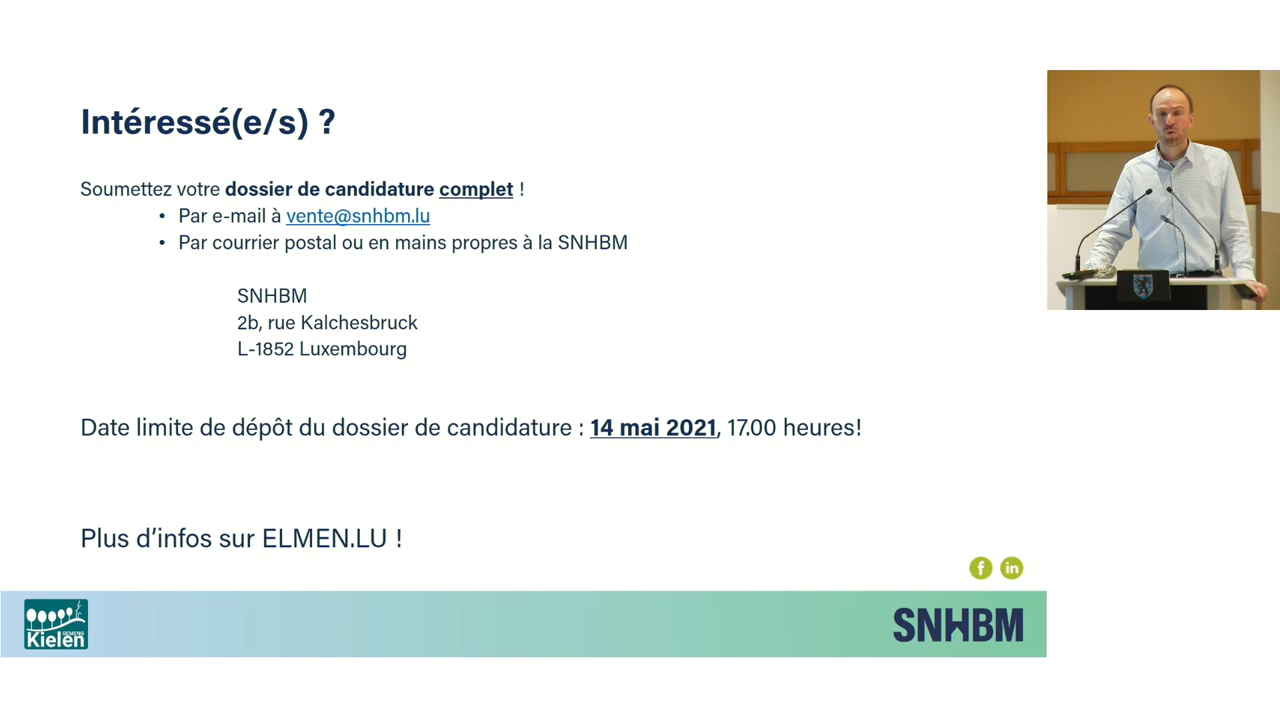 Intéressé(e/s) ?
Soumettez votre dossier de candidature complet !
• Par e-mail à vente@snhbm.lu
• Par courrier postal ou en mains propres à la SNHBM
SNHBM
2b, rue Kalchesbruck
L-1852 Luxembourg
Date limite de dépôt du dossier de candidature : 14 mai 2021, 17.00 heures!
Plus d’infos sur ELMEN.LU !
f in
GEMENG
Kielen
SNHBM